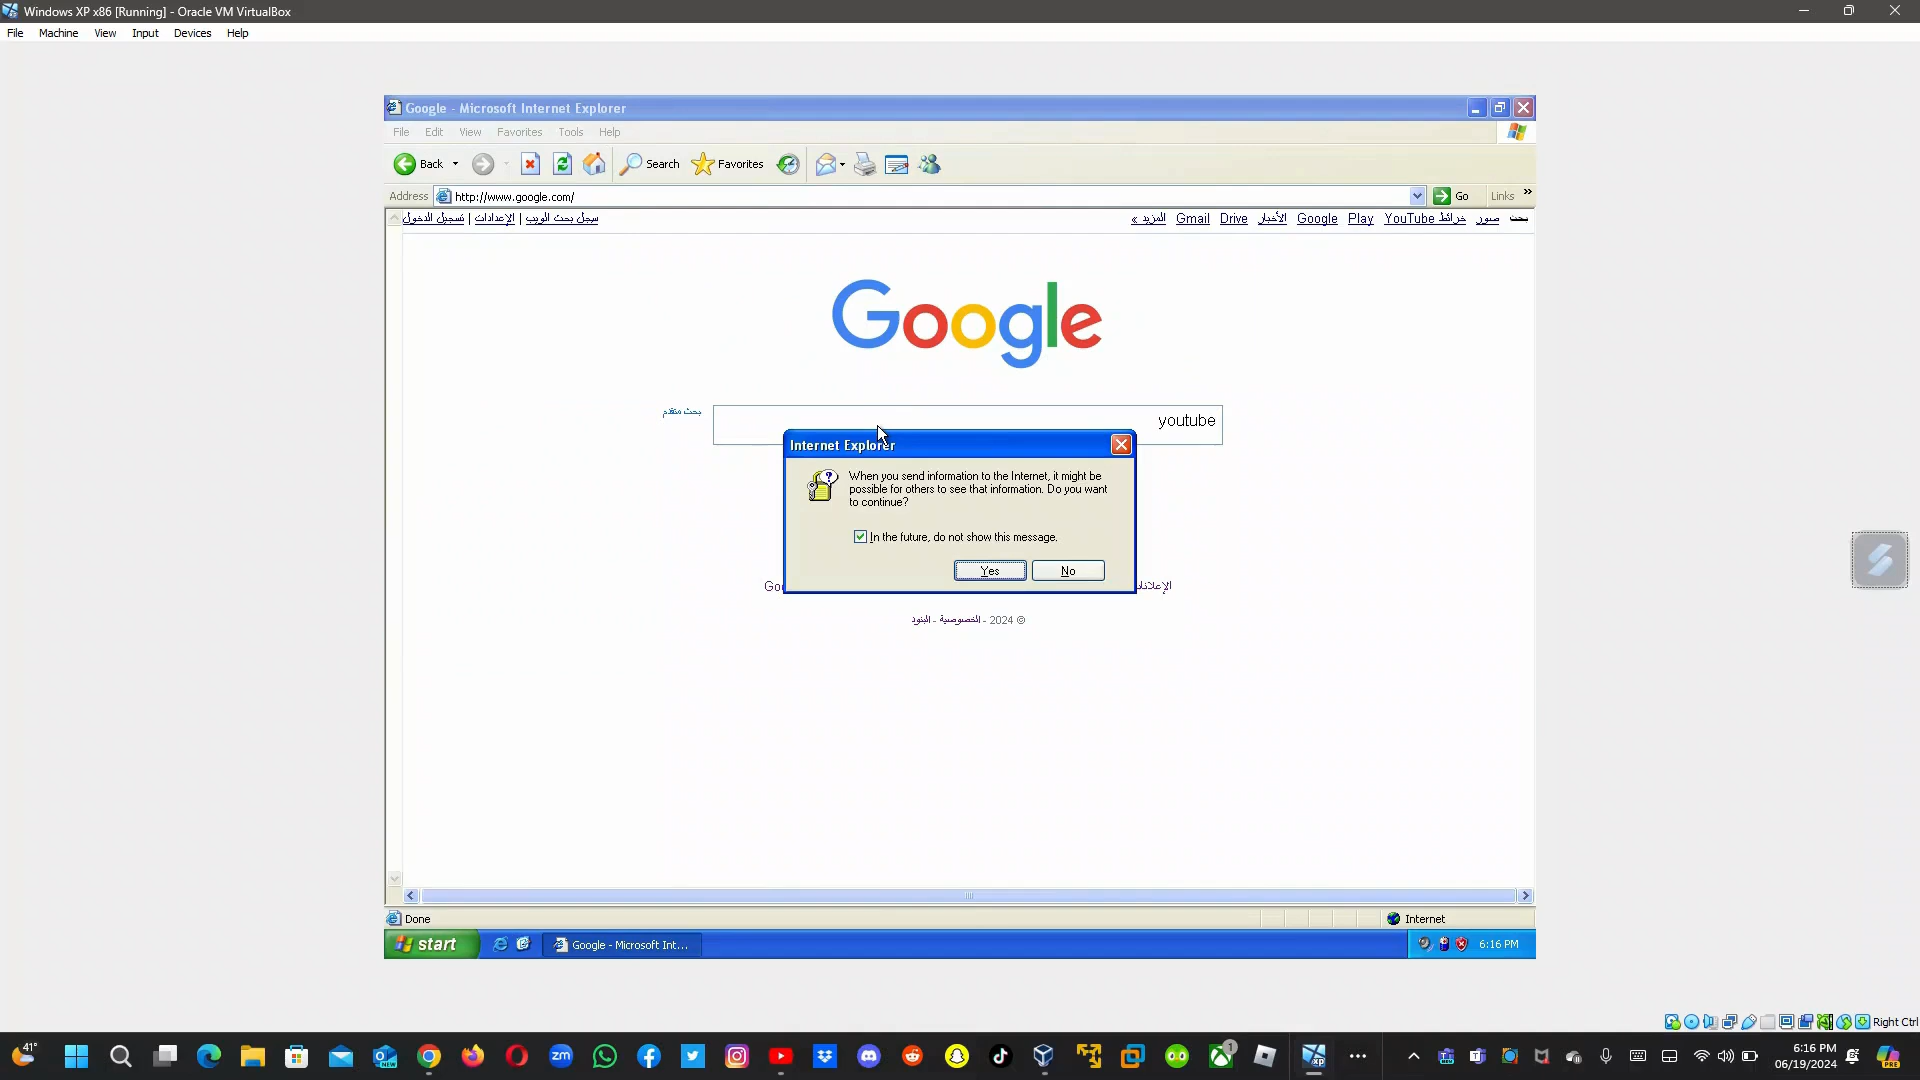 Windows XP x86 [Running] - Oracle VM VirtualBox
File Machine View Input Devices Help
Google - Microsoft Internet Explorer
File Edit View Favorites Tools Help
Back Search Favorites
Address http://www.google.com/ Go Links »
بحث صور خرائط YouTube Play Google الأخبار Drive Gmail المزيد »
سجل بحث الويب | الإعدادات | تسجيل الدخول
Google
بحث متقدم
youtube
Internet Explorer
When you send information to the Internet, it might be
possible for others to see that information. Do you want
to continue?
In the future, do not show this message.
Yes No
© 2024 - الخصوصية - البنود
Done Internet
start Google - Microsoft Int... 6:16 PM
Right Ctrl
41°
NEW
zm
xp
1
6:16 PM
06/19/2024
PRE